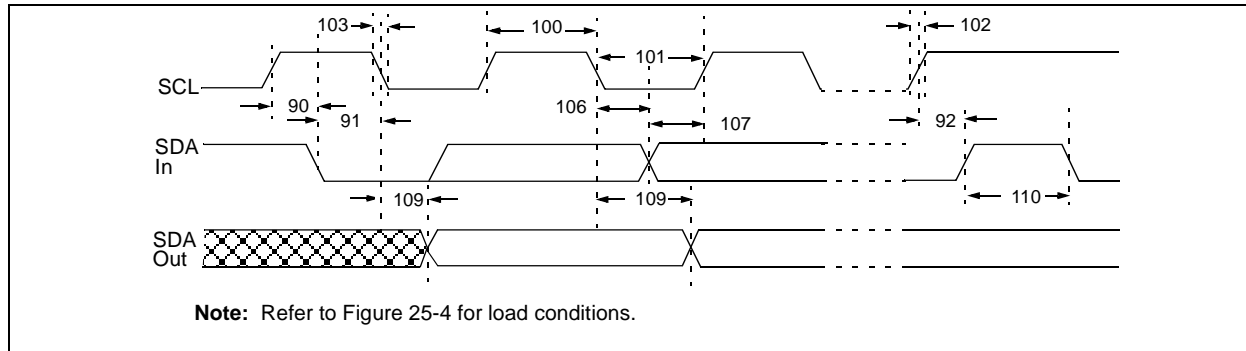 103
100
102
101
SCL
90
106
91
107
92
SDA
In
109
109
110
SDA
Out
Note: Refer to Figure 25-4 for load conditions.